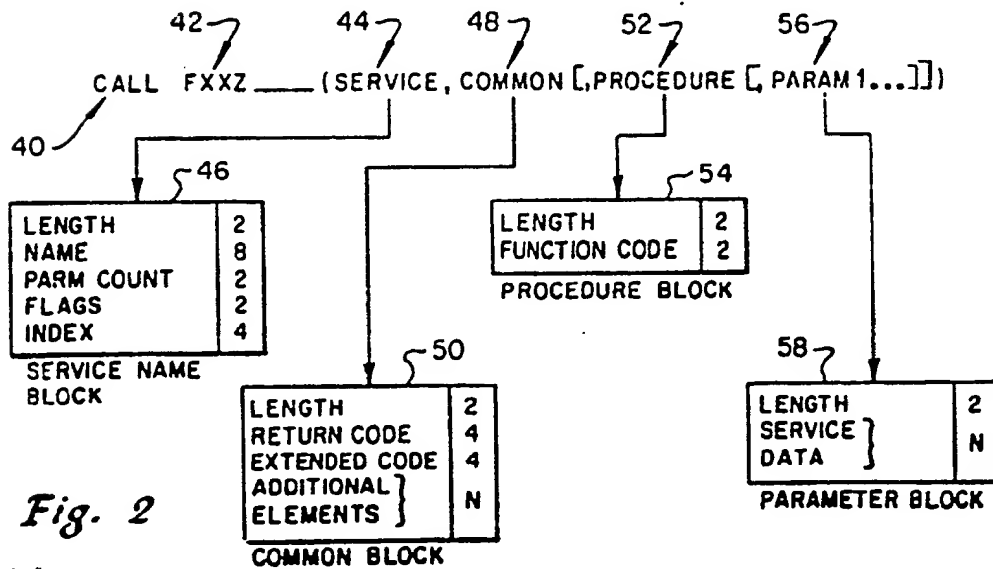 42 44 48 52 56
CALL FXXZ____(SERVICE, COMMON [,PROCEDURE [, PARAM1...]])
40
46
LENGTH 2
NAME 8
PARM COUNT 2
FLAGS 2
INDEX 4
SERVICE NAME
BLOCK
54
LENGTH 2
FUNCTION CODE 2
PROCEDURE BLOCK
50
LENGTH 2
RETURN CODE 4
EXTENDED CODE 4
ADDITIONAL
ELEMENTS } N
COMMON BLOCK
58
LENGTH 2
SERVICE
DATA } N
PARAMETER BLOCK
Fig. 2